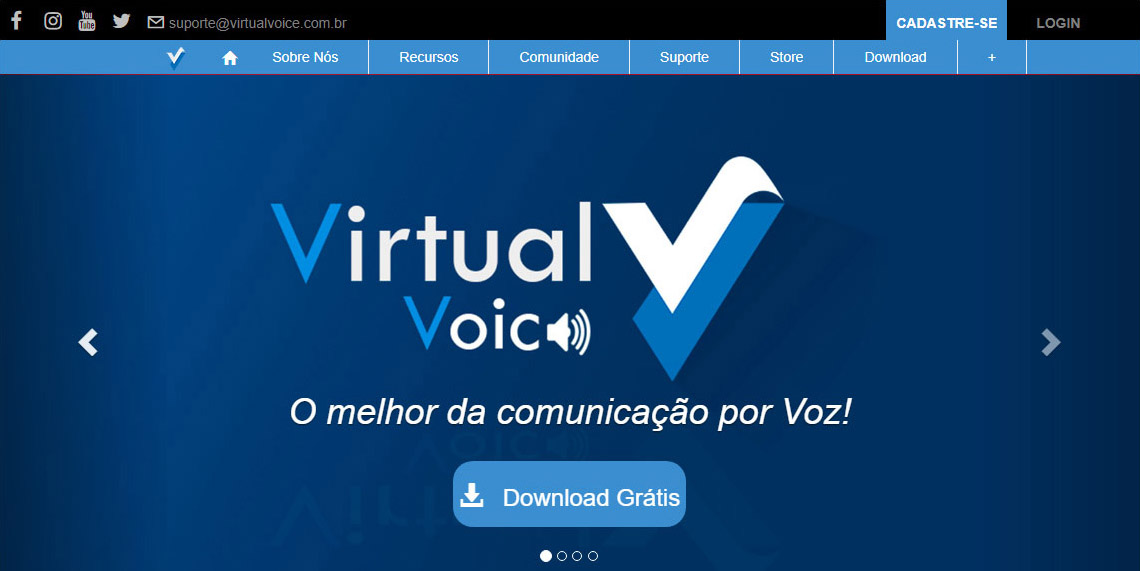 You
Tube
suporte@virtualvoice.com.br
CADASTRE-SE
LOGIN
Sobre Nós
Recursos
Comunidade
Suporte
Store
Download
+
Virtual
Voic
O melhor da comunicação por Voz!
Download Grátis